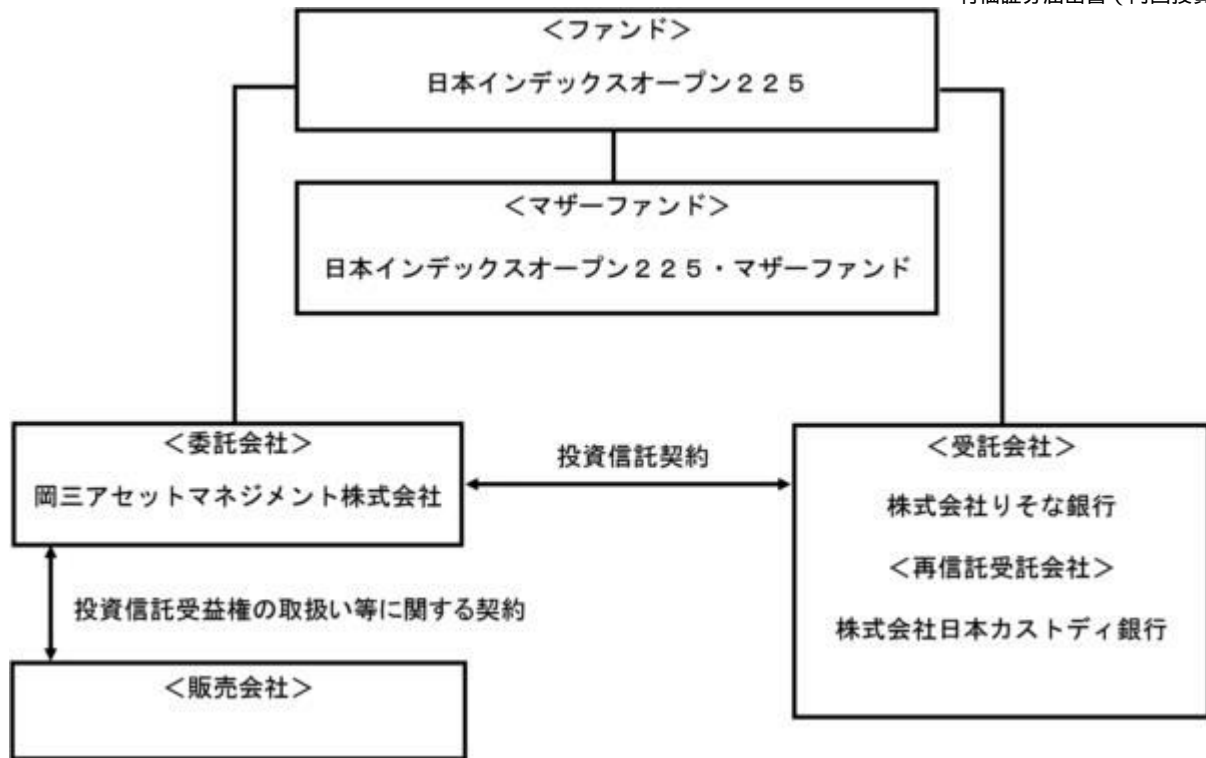 ＜ファンド＞
日本インデックスオープン２２５
＜マザーファンド＞
日本インデックスオープン２２５・マザーファンド
＜委託会社＞
岡三アセットマネジメント株式会社
投資信託契約
＜受託会社＞
株式会社りそな銀行
＜再信託受託会社＞
株式会社日本カストディ銀行
投資信託受益権の取扱い等に関する契約
＜販売会社＞